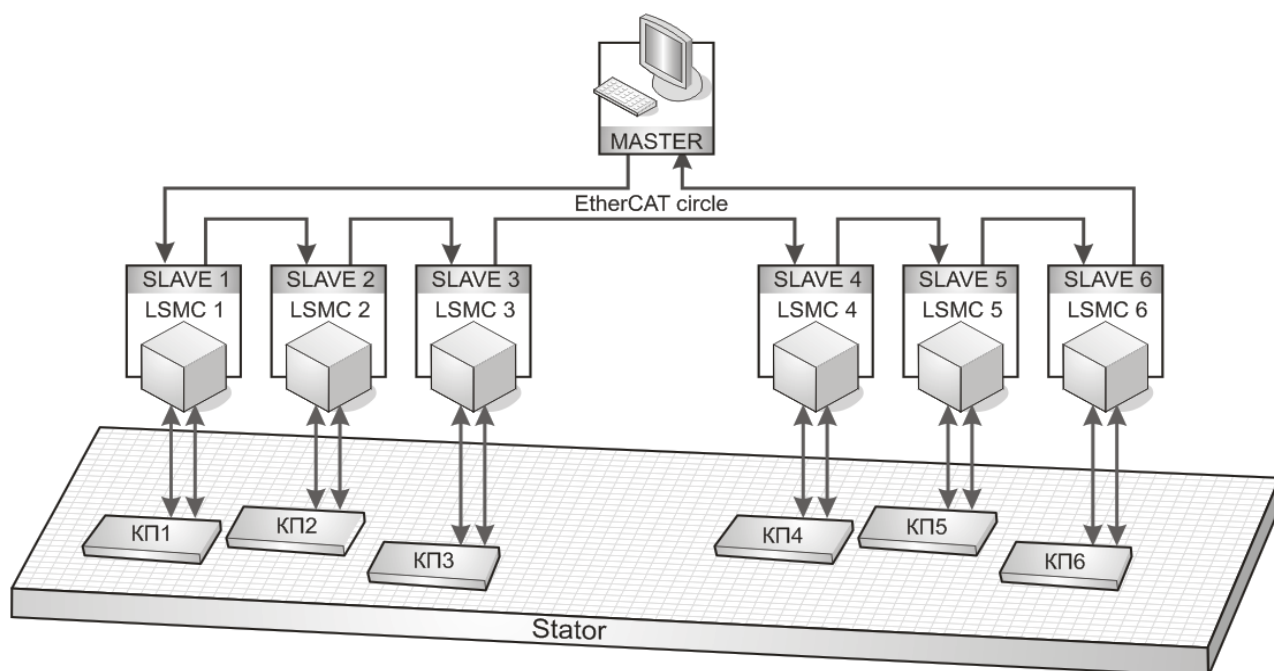 MASTER
EtherCAT circle
SLAVE 1
LSMC 1
SLAVE 2
LSMC 2
SLAVE 3
LSMC 3
SLAVE 4
LSMC 4
SLAVE 5
LSMC 5
SLAVE 6
LSMC 6
КП1
КП2
КП3
КП4
КП5
КП6
Stator